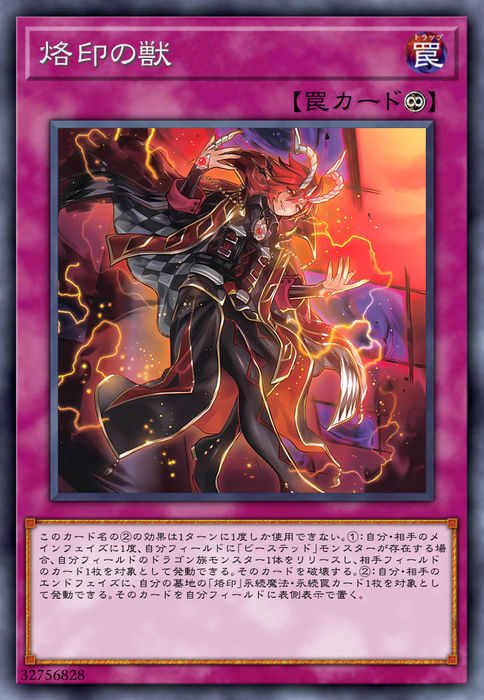 烙印の獣
トラップ
罠
【罠カード♾】
このカード名の②の効果は1ターンに1度しか使用できない。①:自分・相手のメ
インフェイズに1度、自分フィールドに「ビーステッド」モンスターが存在する場
合、自分フィールドのドラゴン族モンスター1体をリリースし、相手フィールド
のカード1枚を対象として発動できる。そのカードを破壊する。②:自分・相手の
エンドフェイズに、自分の墓地の「烙印」永続魔法・永続罠カード1枚を対象とし
て発動できる。そのカードを自分フィールドに表側表示で置く。
32756828